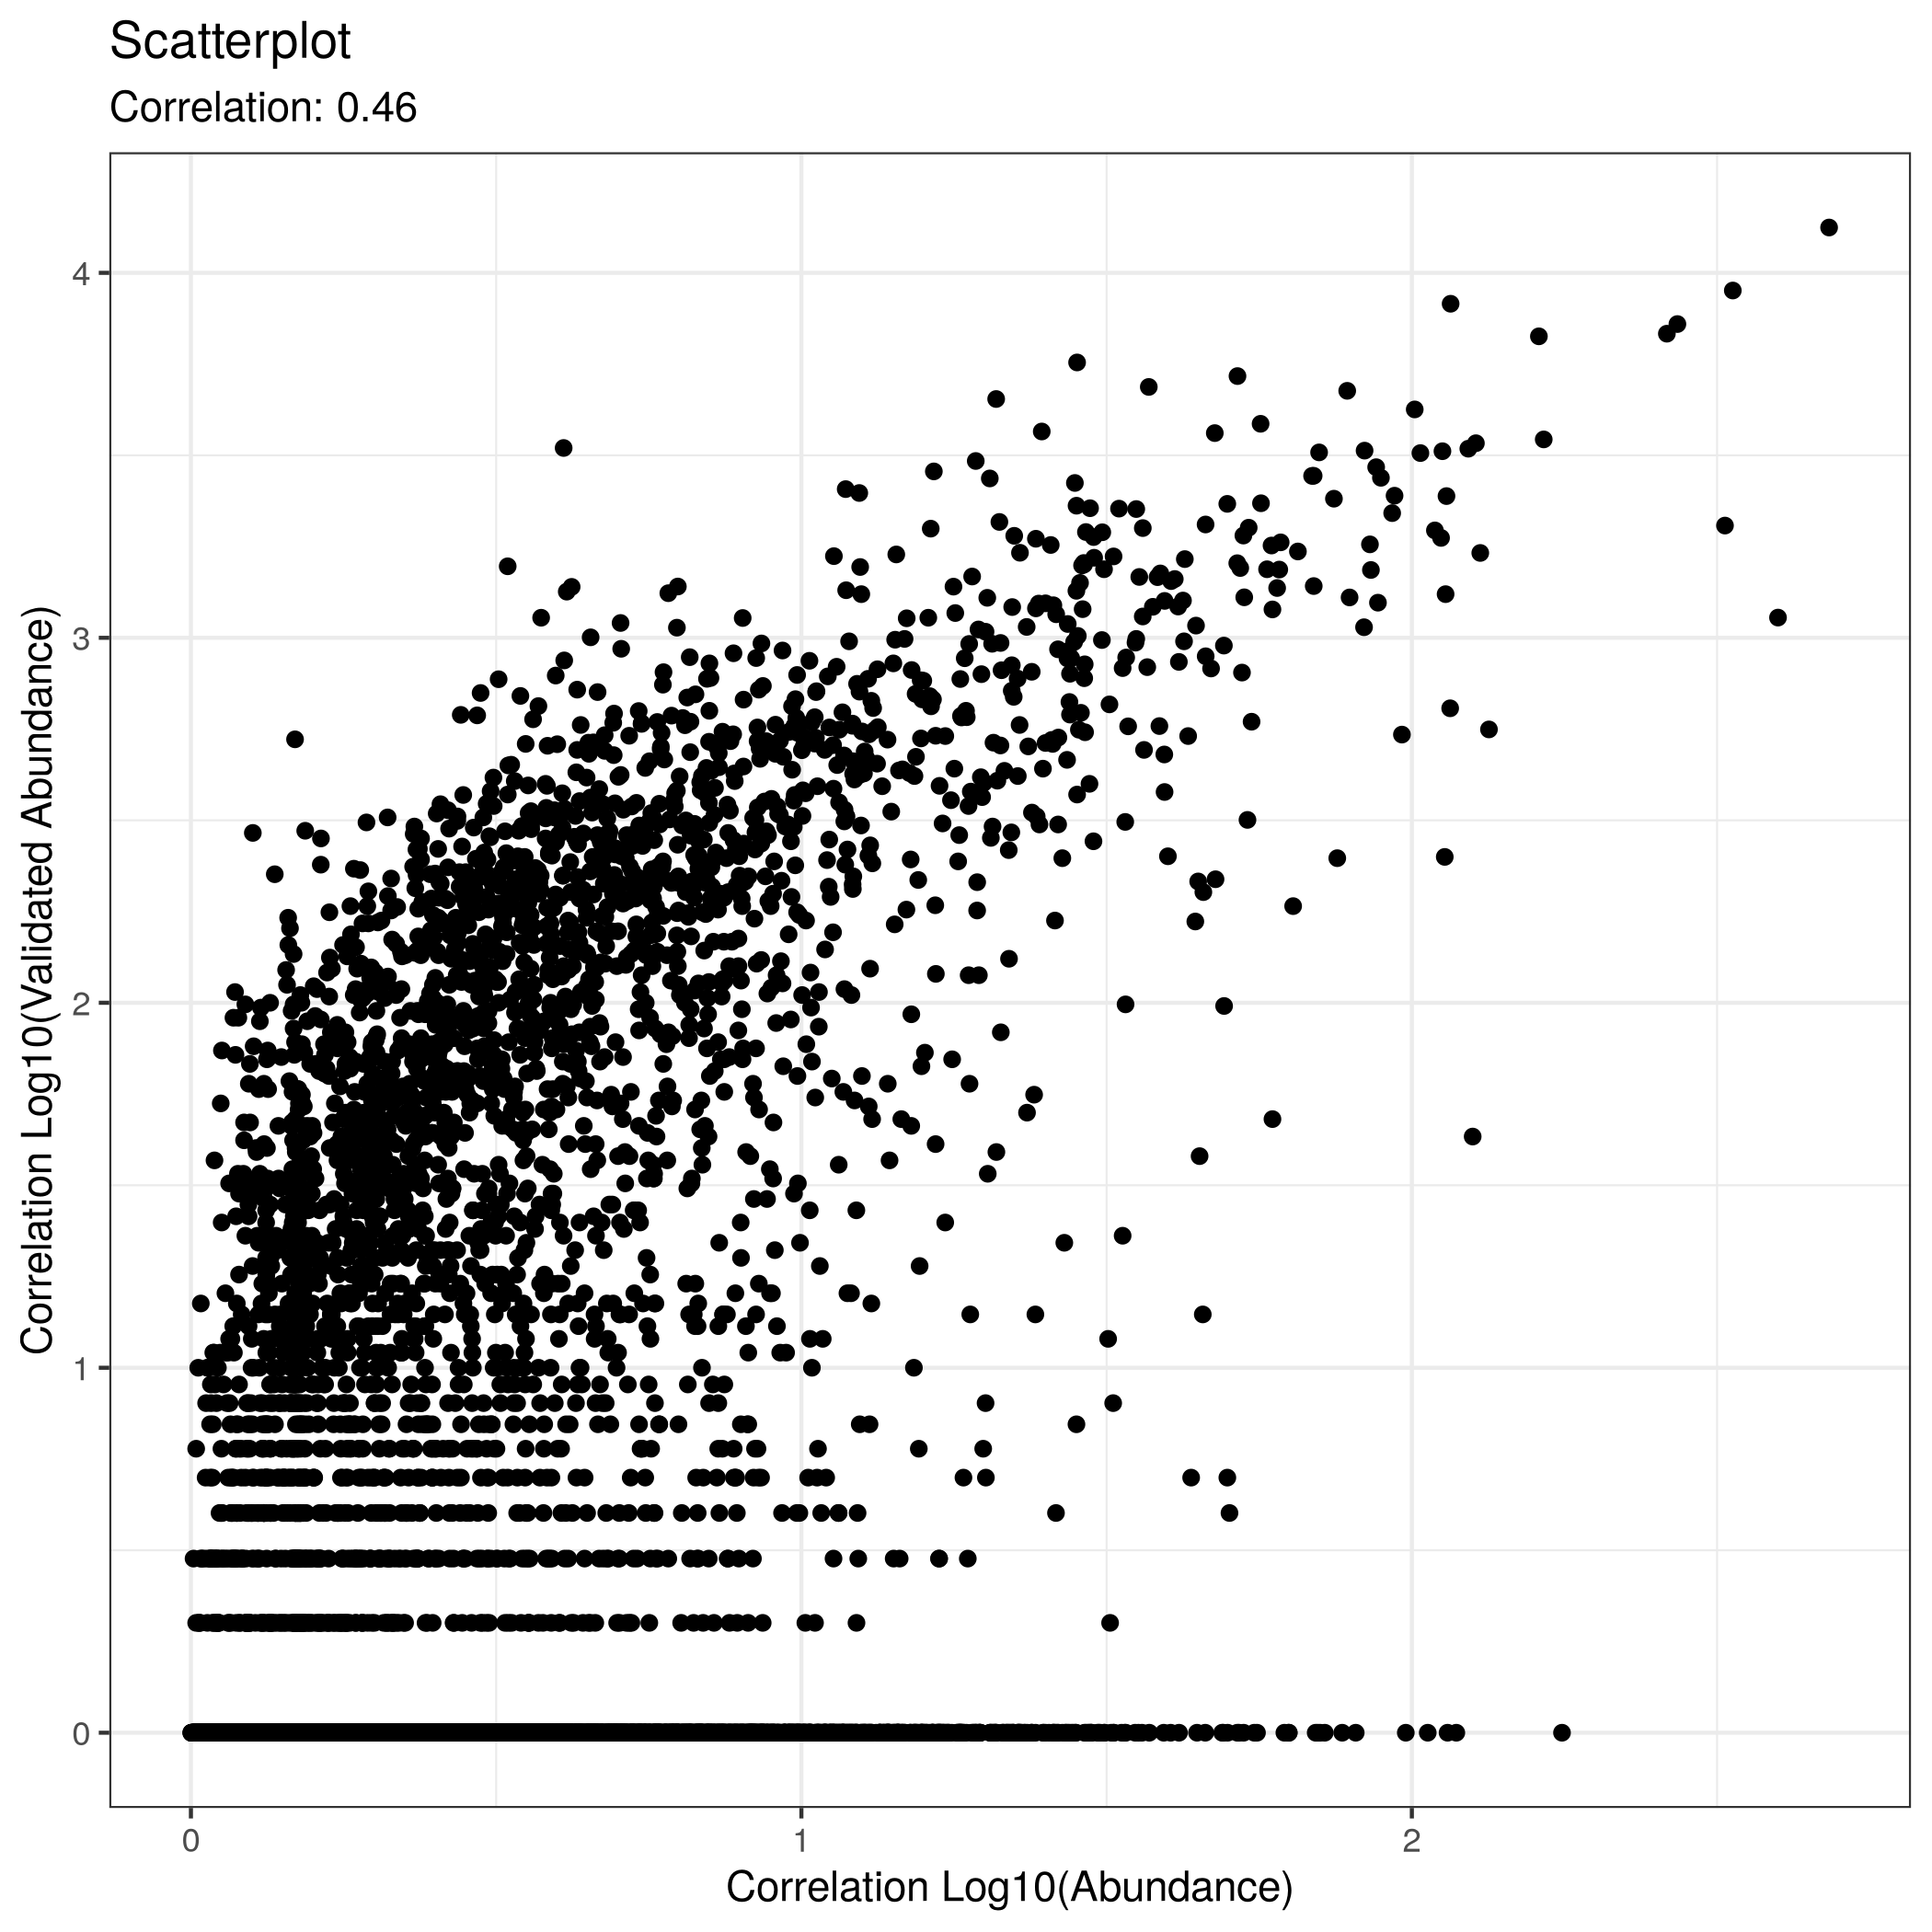 Scatterplot
Correlation: 0.46
Correlation Log10(Validated Abundance)
4
3
2
1
0
0 1 2
Correlation Log10(Abundance)